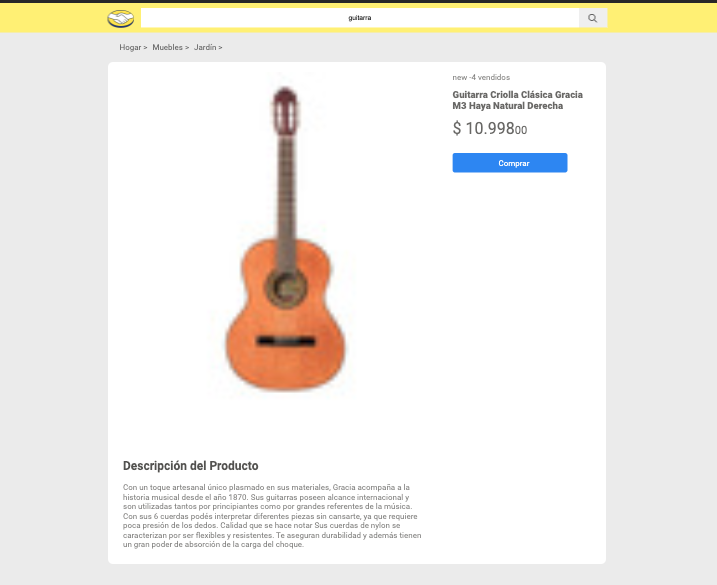 guitarra
Hogar > Muebles > Jardín >
new -4 vendidos
Guitarra Criolla Clásica Gracia
M3 Haya Natural Derecha
$ 10.99800
Comprar
Descripción del Producto
Con un toque artesanal único plasmado en sus materiales, Gracia acompaña a la
historia musical desde el año 1870. Sus guitarras poseen alcance internacional y
son utilizadas tantos por principiantes como por grandes referentes de la música.
Con sus 6 cuerdas podés interpretar diferentes piezas sin cansarte, ya que requiere
poca presión de los dedos. Calidad que se hace notar Sus cuerdas de nylon se
caracterizan por ser flexibles y resistentes. Te aseguran durabilidad y además tienen
un gran poder de absorción de la carga del choque.